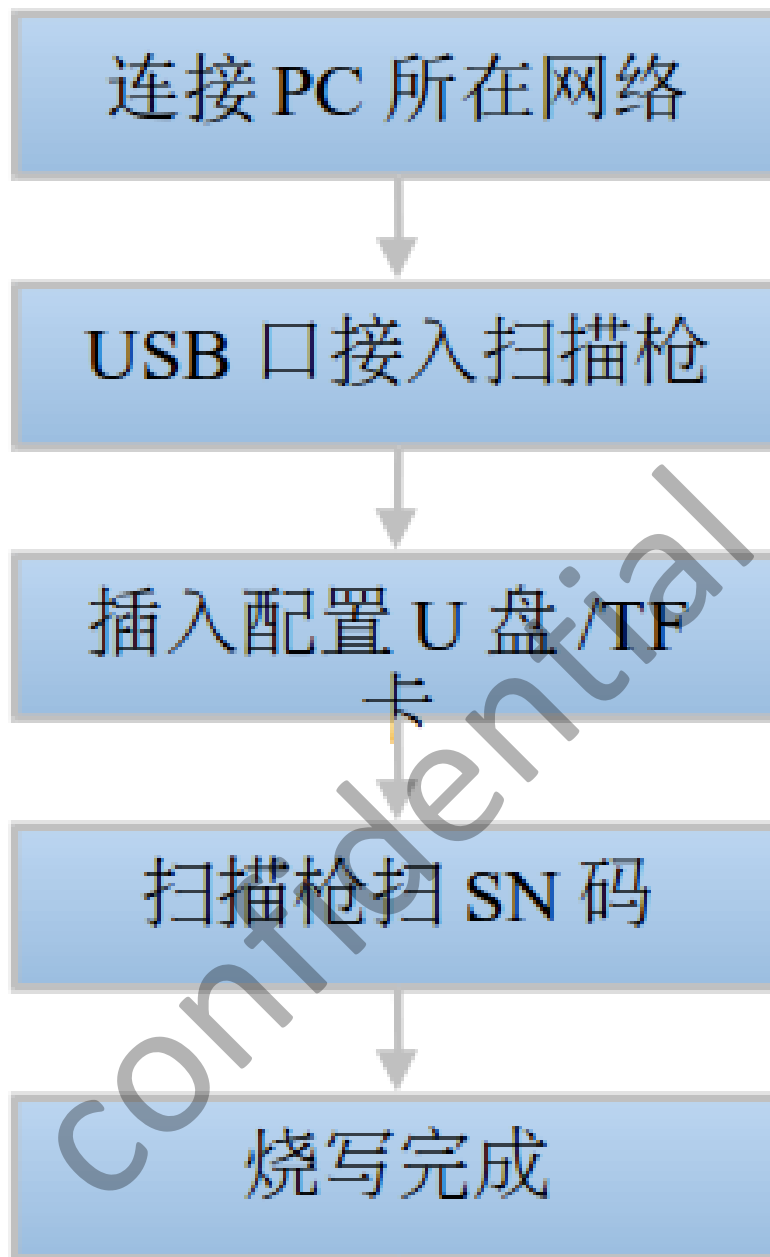 连接 PC 所在网络
USB 口接入扫描枪
插入配置 U 盘 /TF
卡
扫描枪扫 SN 码
烧写完成
confidential